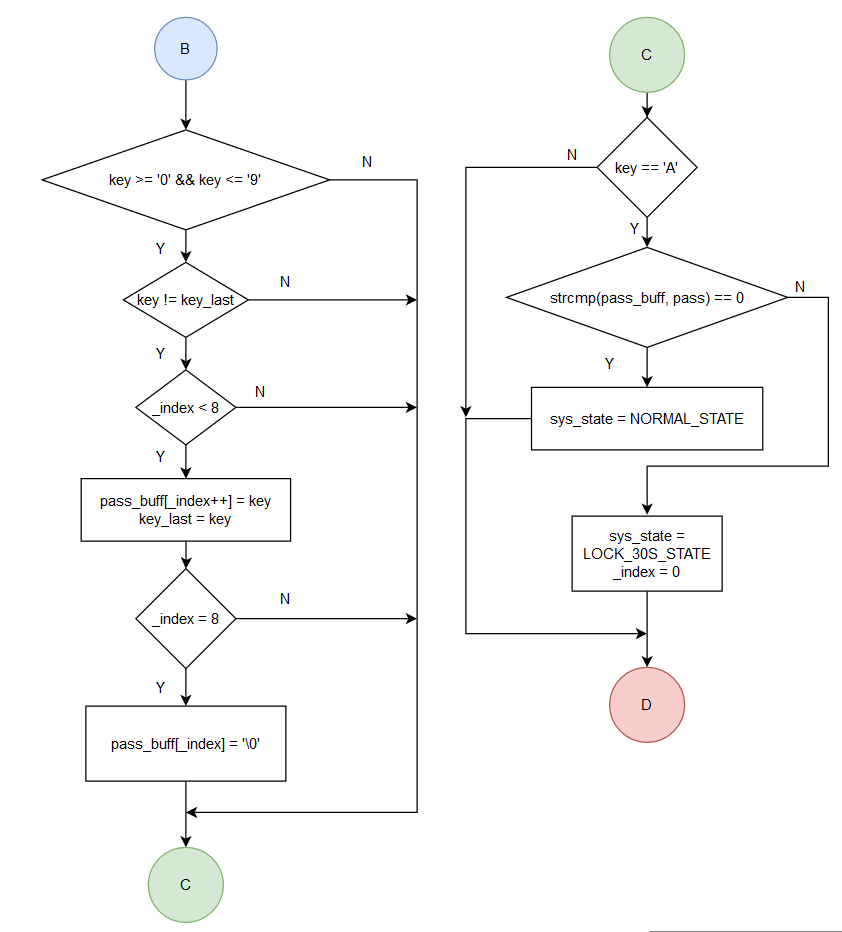 B
key >= '0' && key <= '9'
N
Y
key != key_last
N
Y
_index < 8
N
Y
pass_buff[_index++] = key
key_last = key
_index = 8
N
Y
pass_buff[_index] = '\0'
C
C
key == 'A'
N
Y
strcmp(pass_buff, pass) == 0
N
Y
sys_state = NORMAL_STATE
sys_state =
LOCK_30S_STATE
_index = 0
D